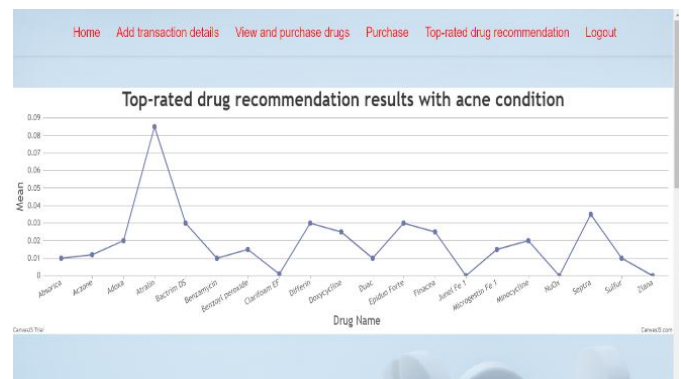 Home Add transaction details View and purchase drugs Purchase Top-rated drug recommendation Logout
Top-rated drug recommendation results with acne condition
0.09
0.08
0.07
0.06
0.05
0.04
0.03
0.02
0.01
0
Mean
Absorica Aczone Adoxa Atralin Bactrim DS Benzamycin Benzoyl peroxide Clarifoam EF Differin Doxycycline Duac Epiduo Forte Finacea Junel Fe 1 Microgestin Fe 1 Minocycline NuOx Septra Sulfur Ziana
Drug Name
CanvasJS Trial CanvasJS.com